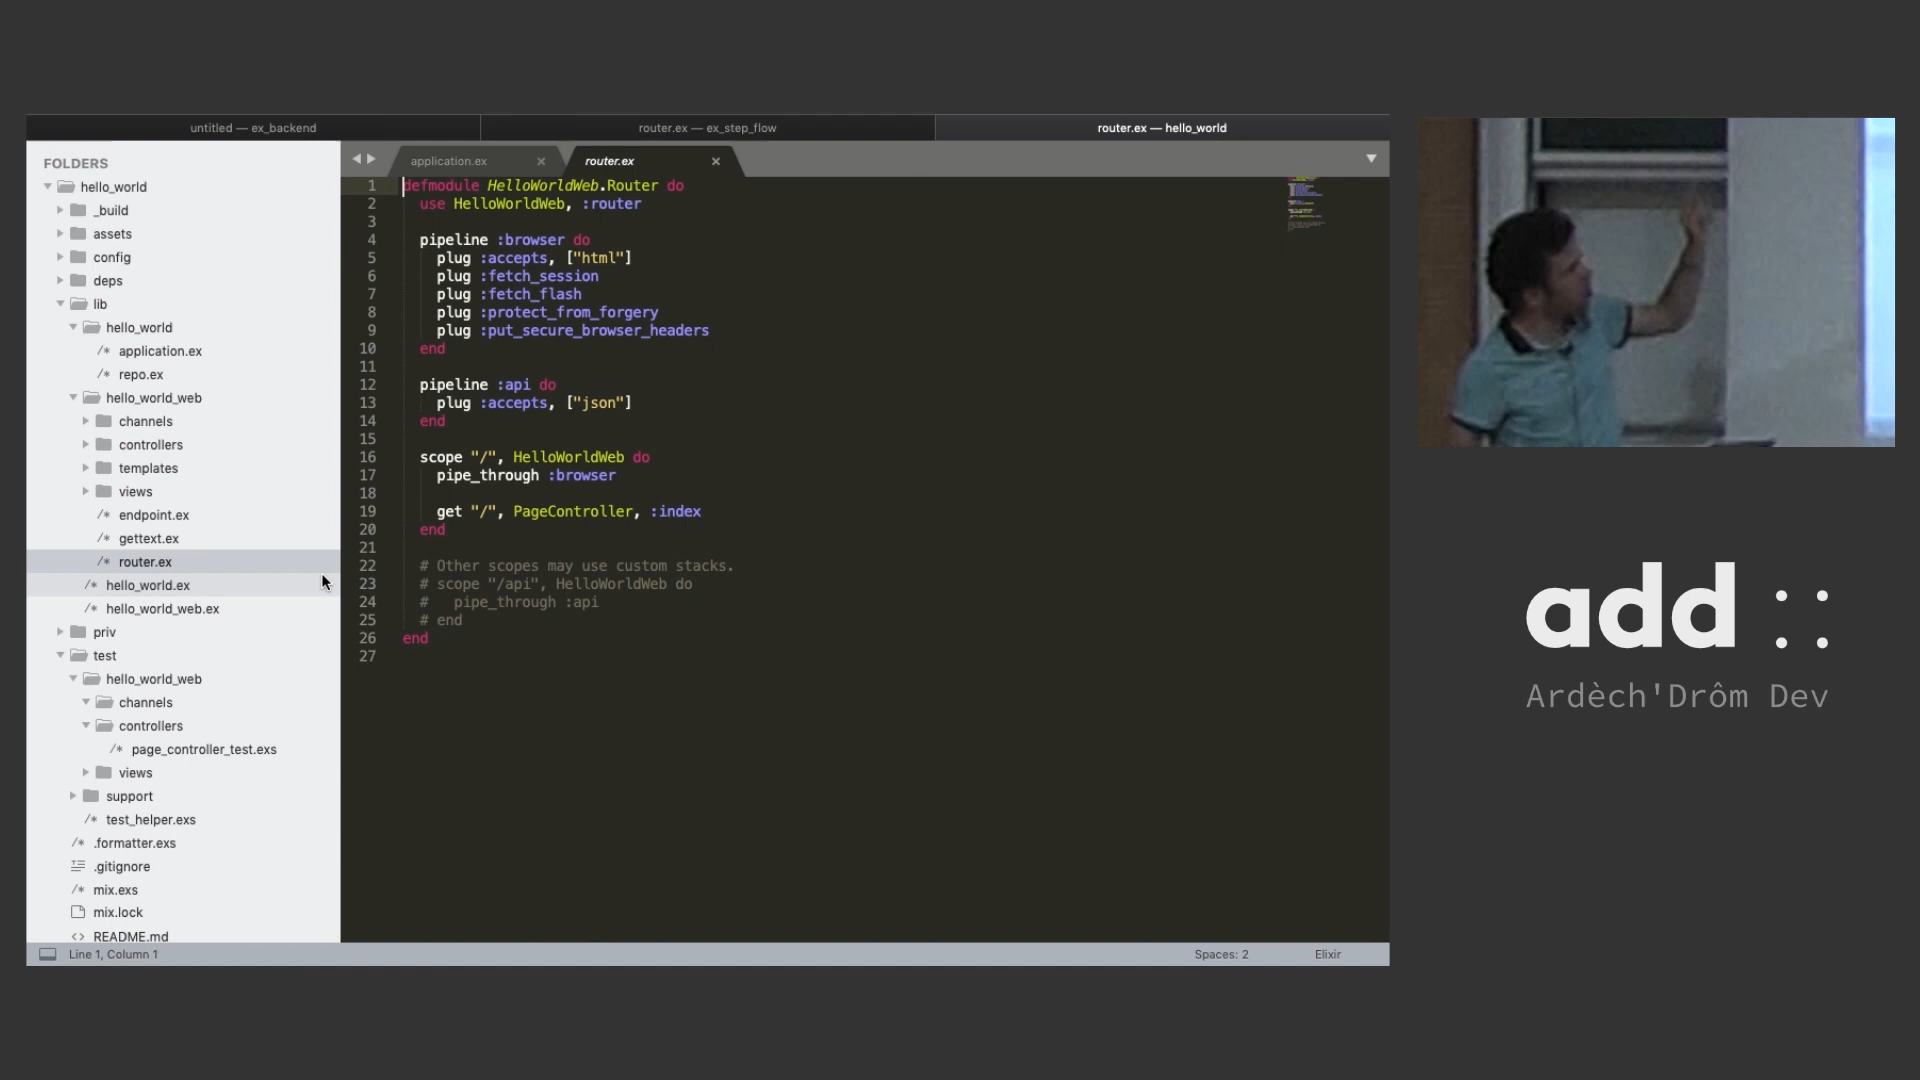 untitled — ex_backend
router.ex — ex_step_flow
router.ex — hello_world
FOLDERS
hello_world
_build
assets
config
deps
lib
hello_world
/* application.ex
/* repo.ex
hello_world_web
channels
controllers
templates
views
/* endpoint.ex
/* gettext.ex
/* router.ex
/* hello_world.ex
/* hello_world_web.ex
priv
test
hello_world_web
channels
controllers
/* page_controller_test.exs
views
support
/* test_helper.exs
/* .formatter.exs
.gitignore
/* mix.exs
mix.lock
<> README.md
application.ex
router.ex
1 defmodule HelloWorldWeb.Router do
2   use HelloWorldWeb, :router
3
4   pipeline :browser do
5     plug :accepts, ["html"]
6     plug :fetch_session
7     plug :fetch_flash
8     plug :protect_from_forgery
9     plug :put_secure_browser_headers
10   end
11
12   pipeline :api do
13     plug :accepts, ["json"]
14   end
15
16   scope "/", HelloWorldWeb do
17     pipe_through :browser
18
19     get "/", PageController, :index
20   end
21
22   # Other scopes may use custom stacks.
23   # scope "/api", HelloWorldWeb do
24   #   pipe_through :api
25   # end
26 end
27
Line 1, Column 1
Spaces: 2
Elixir
add ::
Ardèch'Drôm Dev